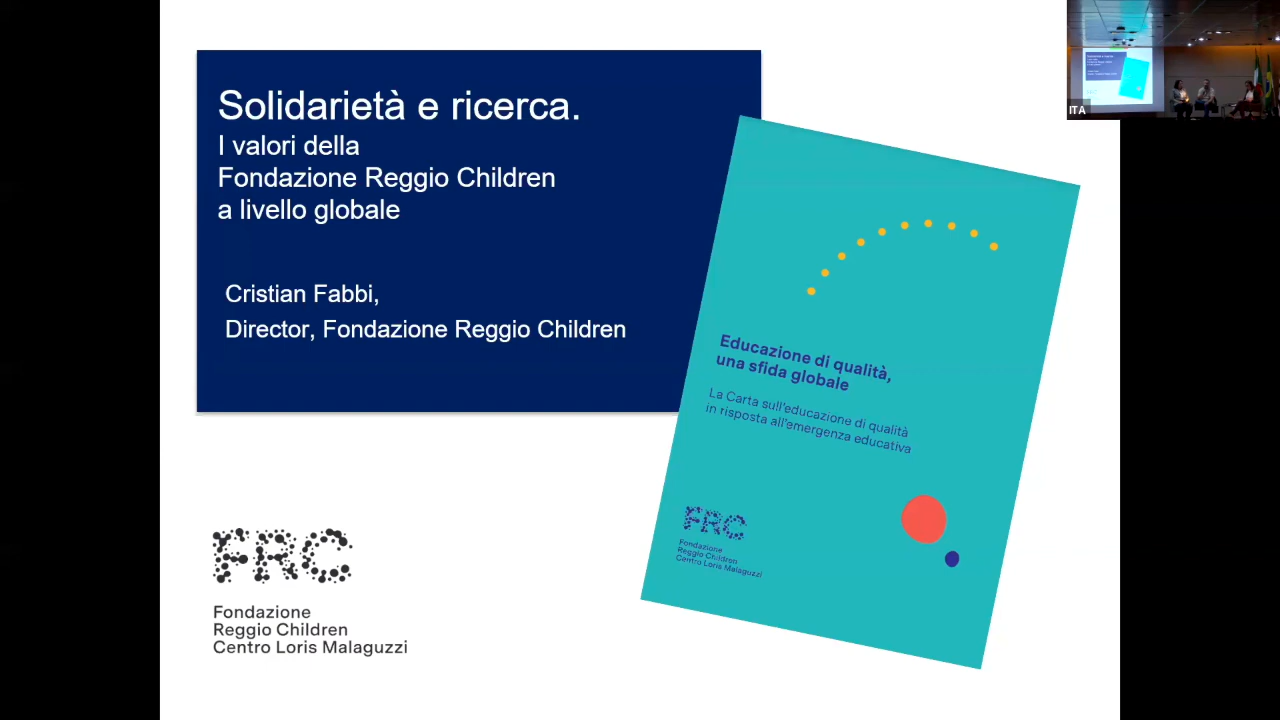 Solidarietà e ricerca.
I valori della
Fondazione Reggio Children
a livello globale
Cristian Fabbi,
Director, Fondazione Reggio Children
Educazione di qualità,
una sfida globale
La Carta sull'educazione di qualità
in risposta all'emergenza educativa
FRC
Fondazione
Reggio Children
Centro Loris Malaguzzi
FRC
Fondazione
Reggio Children
Centro Loris Malaguzzi
ITA